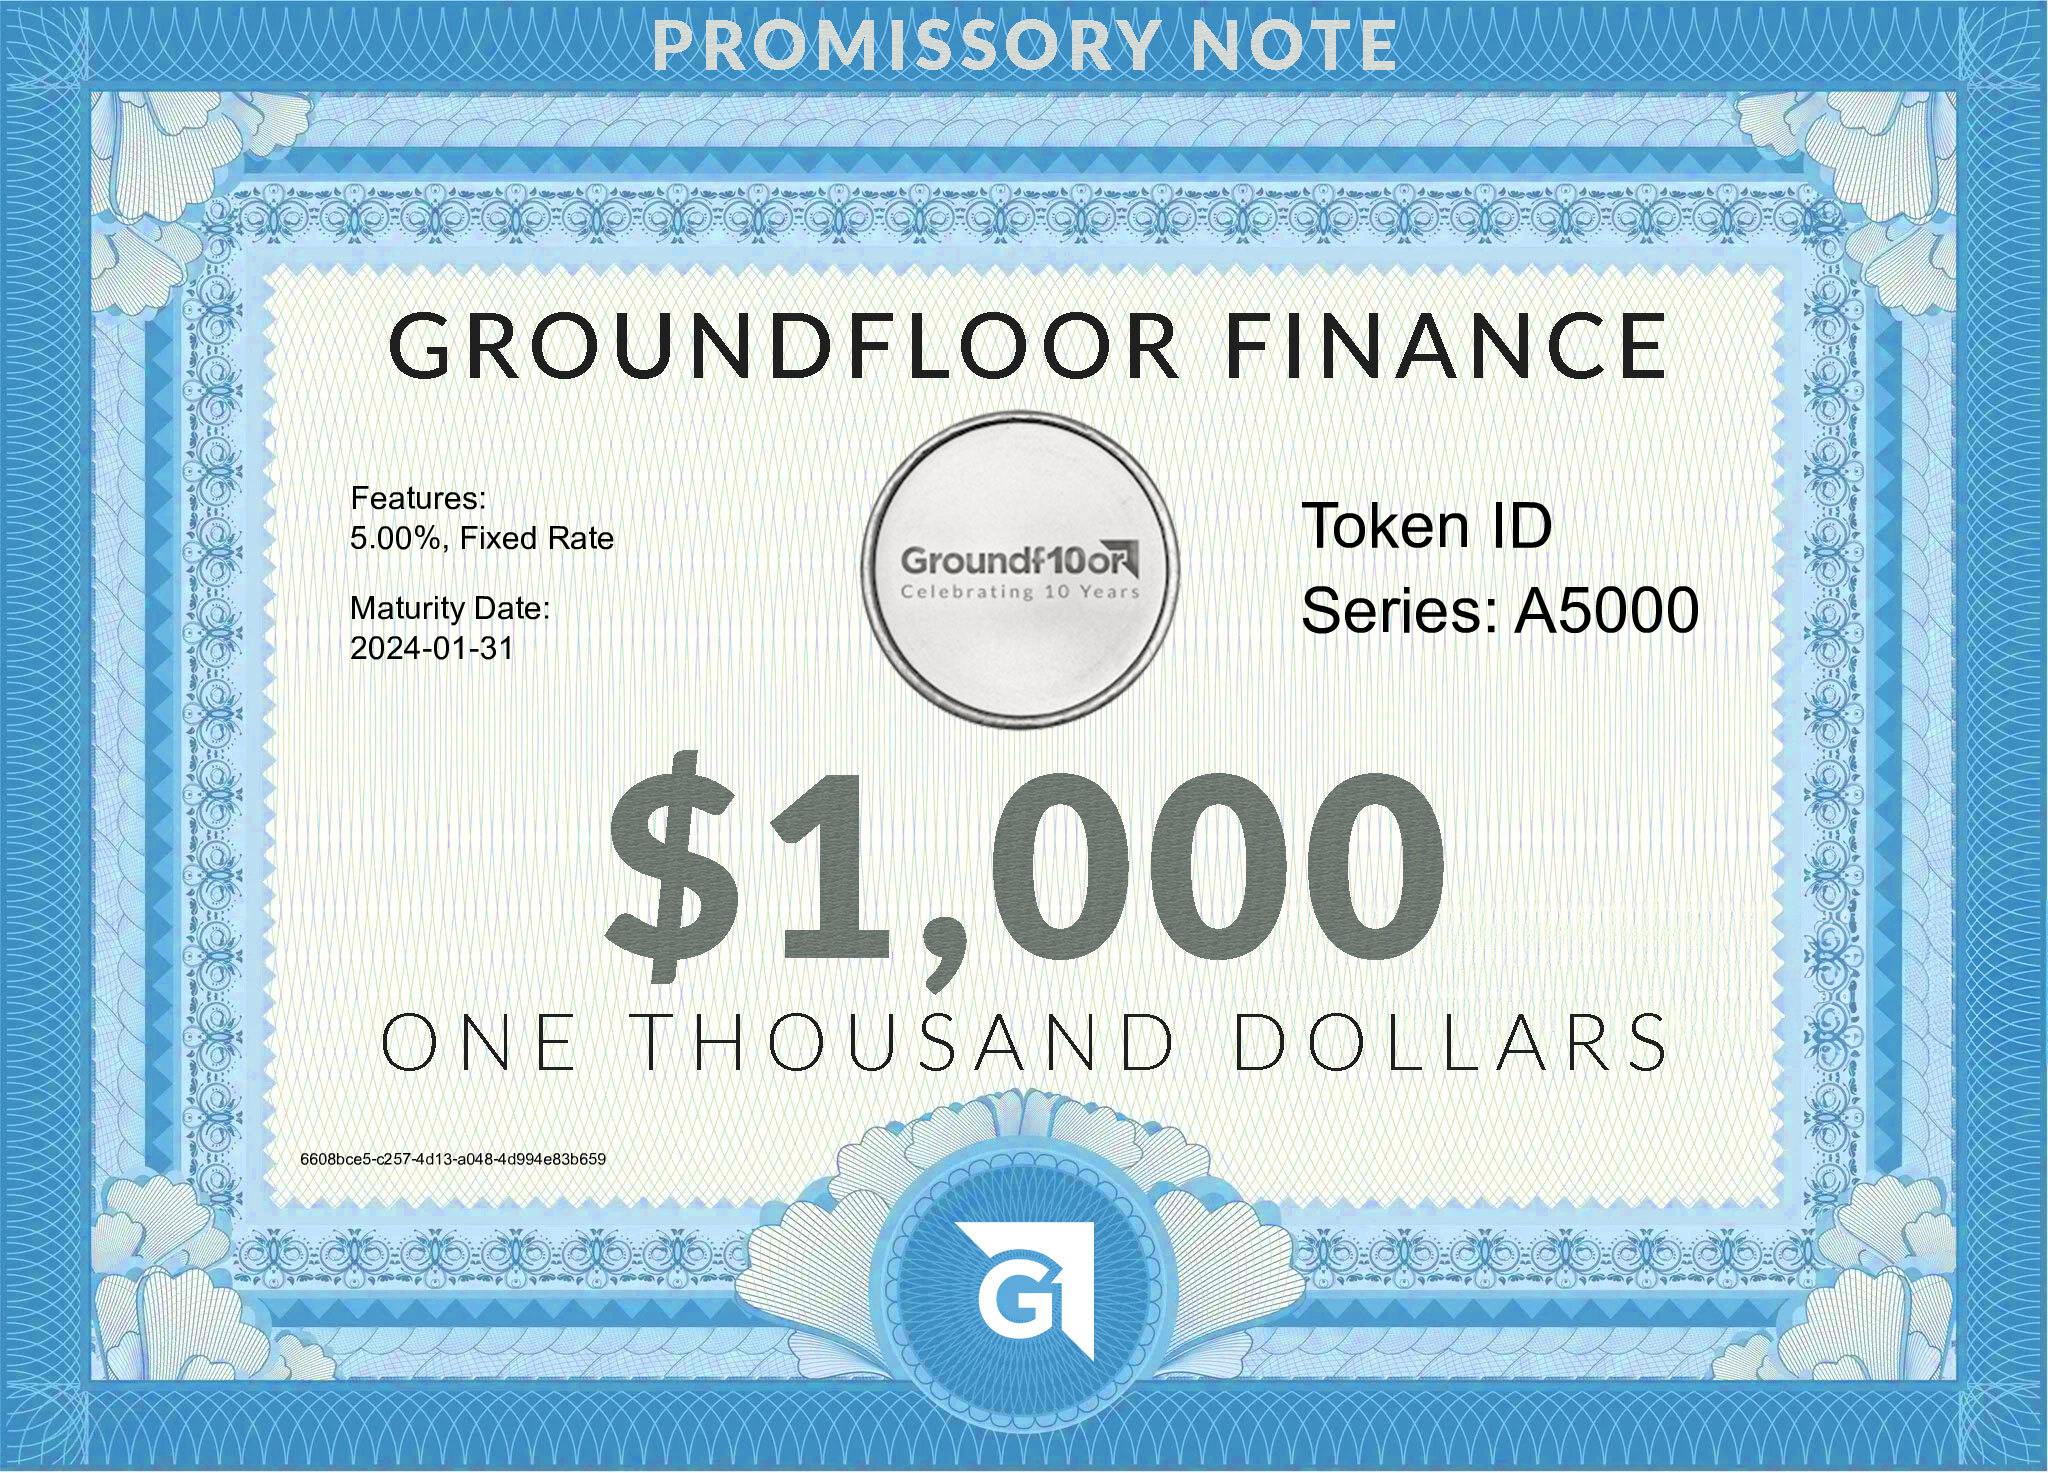 PROMISSORY NOTE
GROUNDFLOOR FINANCE
Features:
5.00%, Fixed Rate
Maturity Date:
2024-01-31
Groundf10or
Celebrating 10 Years
Token ID
Series: A5000
$1,000
ONE THOUSAND DOLLARS
6608bce5-c257-4d13-a048-4d994e83b659
G